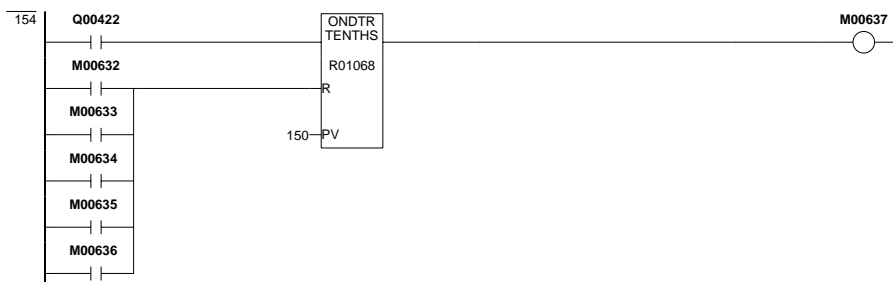 154
Q00422
ONDTR
TENTHS
M00637
M00632
R01068
R
M00633
150
PV
M00634
M00635
M00636